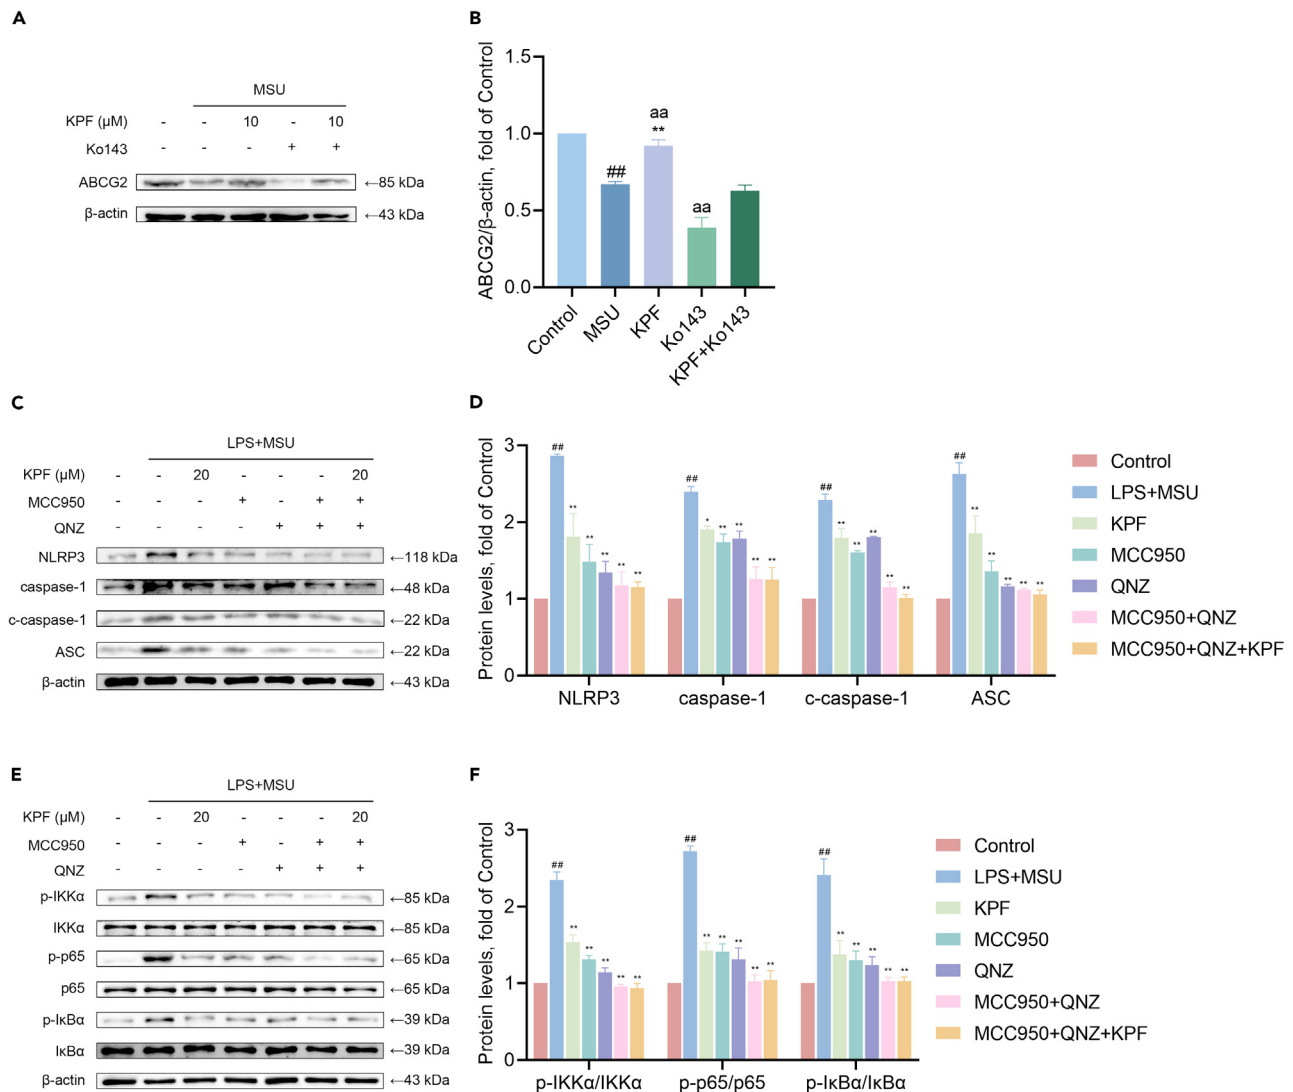 A
MSU
KPF (μM) - - 10 - 10
Ko143 - - - + +
ABCG2 ←85 kDa
β-actin ←43 kDa
B
ABCG2/β-actin, fold of Control
1.5
1.0
0.5
0.0
##
aa
**
aa
Control
MSU
KPF
Ko143
KPF+Ko143
C
LPS+MSU
KPF (μM) - - 20 - - - 20
MCC950 - - - + - + +
QNZ - - - - + + +
NLRP3 ←118 kDa
caspase-1 ←48 kDa
c-caspase-1 ←22 kDa
ASC ←22 kDa
β-actin ←43 kDa
D
Protein levels, fold of Control
3
2
1
0
## ** ** ** ** **
## * ** ** ** **
## ** ** ** ** **
## ** ** ** ** **
NLRP3 caspase-1 c-caspase-1 ASC
Control
LPS+MSU
KPF
MCC950
QNZ
MCC950+QNZ
MCC950+QNZ+KPF
E
LPS+MSU
KPF (μM) - - 20 - - - 20
MCC950 - - - + - + +
QNZ - - - - + + +
p-IKKα ←85 kDa
IKKα ←85 kDa
p-p65 ←65 kDa
p65 ←65 kDa
p-IκBα ←39 kDa
IκBα ←39 kDa
β-actin ←43 kDa
F
Protein levels, fold of Control
3
2
1
0
## ** ** ** ** **
## ** ** ** ** **
## ** ** ** ** **
p-IKKα/IKKα p-p65/p65 p-IκBα/IκBα
Control
LPS+MSU
KPF
MCC950
QNZ
MCC950+QNZ
MCC950+QNZ+KPF